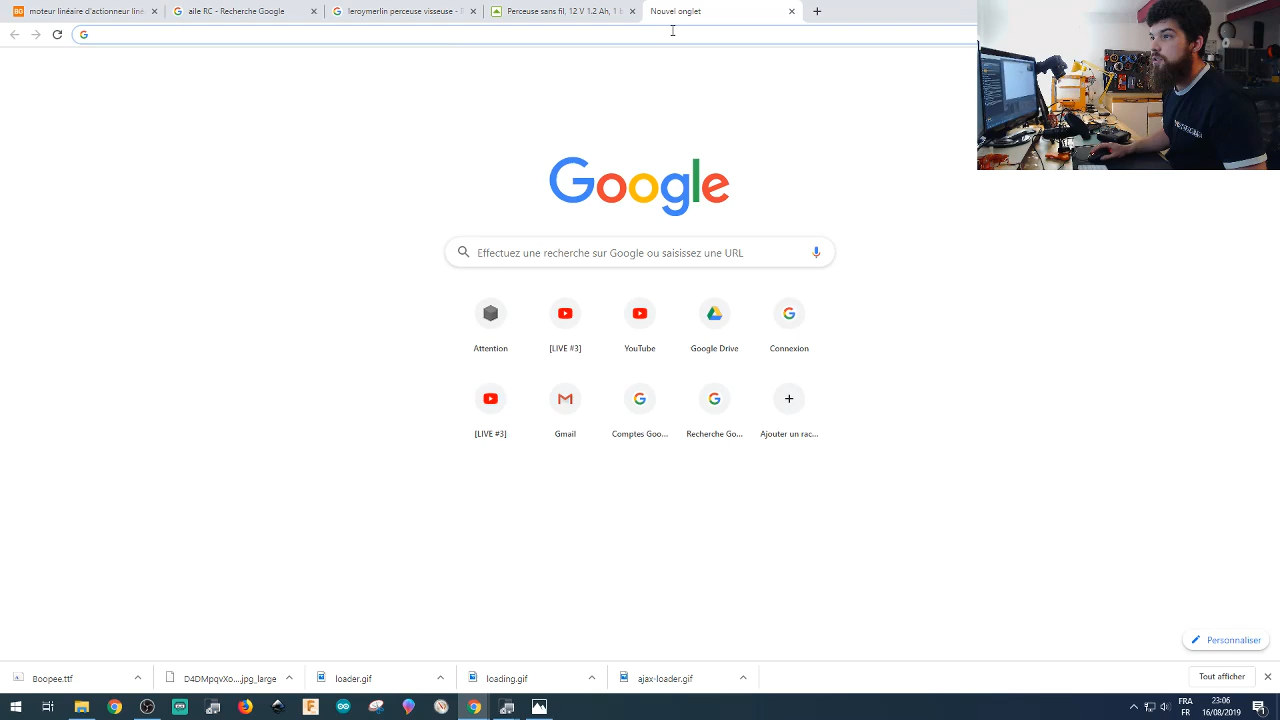 moteur linéaire d'actionneur liné
aile RC - Recherche Google
leroymerlin perceuse visseuse -
Perceuse sans fil, 12 V 1.2 Ah, 1
Nouvel onglet
Google
Effectuez une recherche sur Google ou saisissez une URL
Attention
[LIVE #3]
YouTube
Google Drive
Connexion
[LIVE #3]
Gmail
Comptes Goo...
Recherche Go...
Ajouter un rac...
Personnaliser
Boopee.ttf
D4DMpqvXo....jpg_large
loader.gif
loading.gif
ajax-loader.gif
Tout afficher
FRA
FR
23:06
16/08/2019